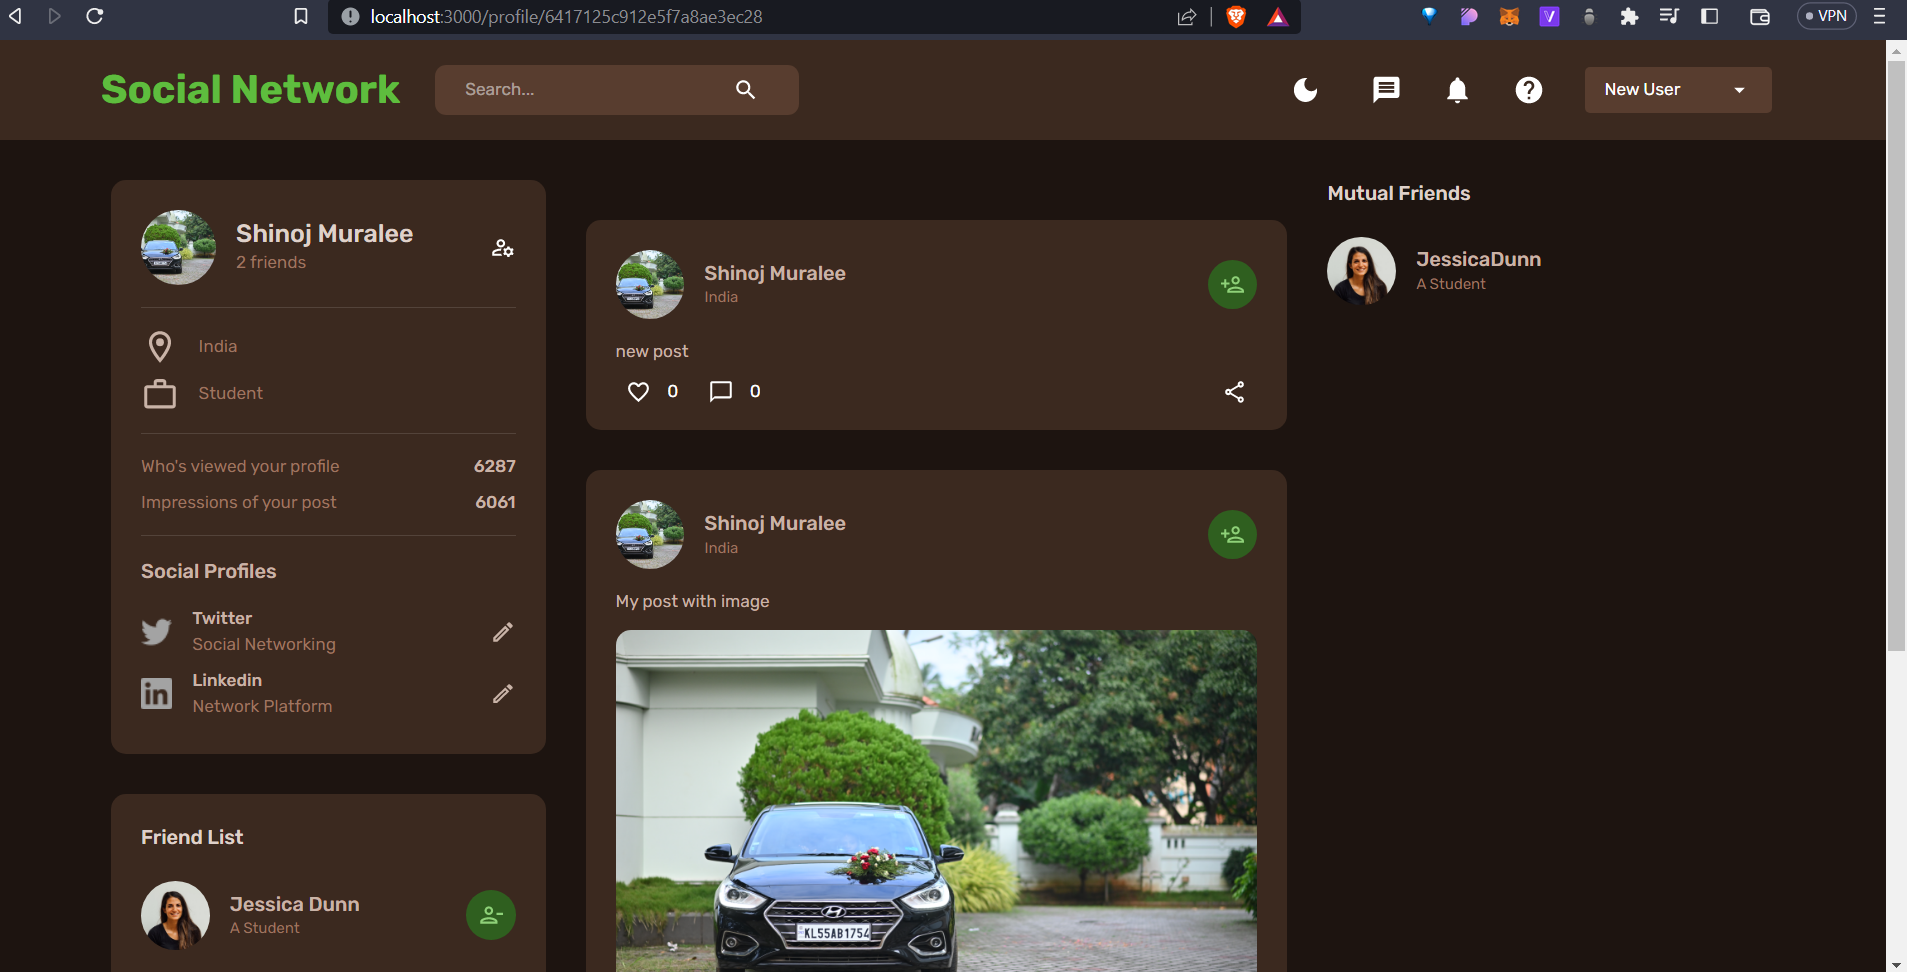 localhost:3000/profile/6417125c912e5f7a8ae3ec28
VPN
Social Network
Search...
New User
Shinoj Muralee
2 friends
India
Student
Who's viewed your profile 6287
Impressions of your post 6061
Social Profiles
Twitter
Social Networking
Linkedin
Network Platform
Friend List
Jessica Dunn
A Student
Shinoj Muralee
India
new post
0 0
Shinoj Muralee
India
My post with image
KL55AB1754
Mutual Friends
JessicaDunn
A Student